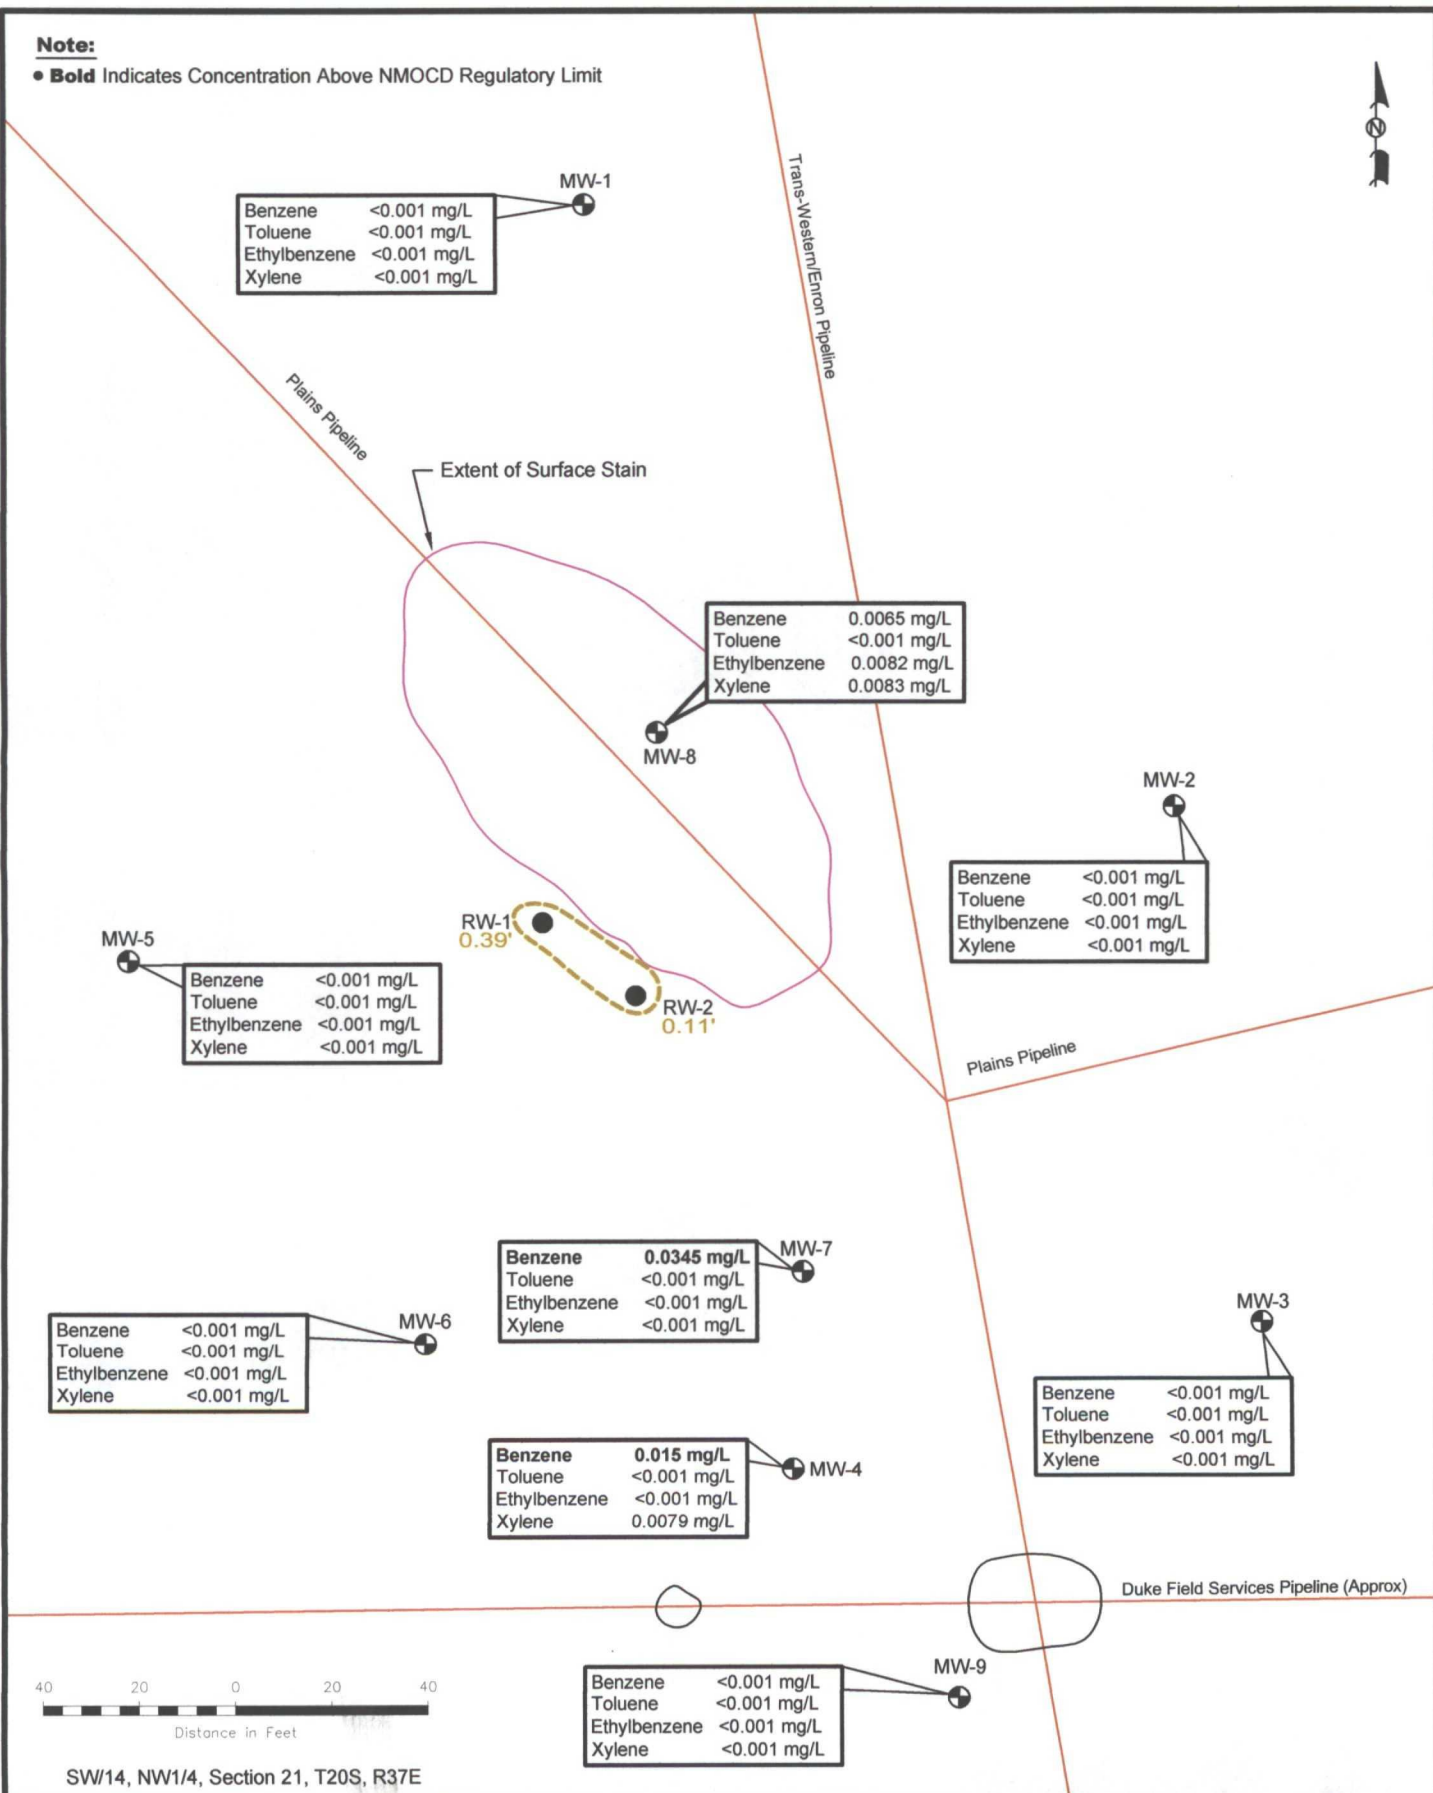 Note:
• Bold Indicates Concentration Above NMOCD Regulatory Limit
N
MW-1
Benzene <0.001 mg/L
Toluene <0.001 mg/L
Ethylbenzene <0.001 mg/L
Xylene <0.001 mg/L
Trans-Western/Enron Pipeline
Plains Pipeline
Extent of Surface Stain
Benzene 0.0065 mg/L
Toluene <0.001 mg/L
Ethylbenzene 0.0082 mg/L
Xylene 0.0083 mg/L
MW-8
MW-2
Benzene <0.001 mg/L
Toluene <0.001 mg/L
Ethylbenzene <0.001 mg/L
Xylene <0.001 mg/L
RW-1
0.39'
MW-5
Benzene <0.001 mg/L
Toluene <0.001 mg/L
Ethylbenzene <0.001 mg/L
Xylene <0.001 mg/L
RW-2
0.11'
Plains Pipeline
MW-7
Benzene 0.0345 mg/L
Toluene <0.001 mg/L
Ethylbenzene <0.001 mg/L
Xylene <0.001 mg/L
MW-6
Benzene <0.001 mg/L
Toluene <0.001 mg/L
Ethylbenzene <0.001 mg/L
Xylene <0.001 mg/L
MW-3
Benzene <0.001 mg/L
Toluene <0.001 mg/L
Ethylbenzene <0.001 mg/L
Xylene <0.001 mg/L
Benzene 0.015 mg/L
Toluene <0.001 mg/L
Ethylbenzene <0.001 mg/L
Xylene 0.0079 mg/L
MW-4
Duke Field Services Pipeline (Approx)
MW-9
Benzene <0.001 mg/L
Toluene <0.001 mg/L
Ethylbenzene <0.001 mg/L
Xylene <0.001 mg/L
40 20 0 20 40
Distance in Feet
SW/14, NW1/4, Section 21, T20S, R37E